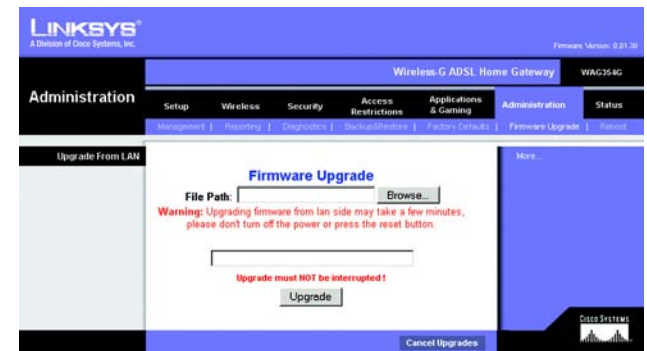 LINKSYS®
A Division of Cisco Systems, Inc.
Firmware Version: 0.01.30
Wireless-G ADSL Home Gateway WAG354G
Administration
Setup Wireless Security Access Restrictions Applications & Gaming Administration Status
Management | Reporting | Diagnostics | Backup&Restore | Factory Defaults | Firmware Upgrade | Reboot
Upgrade From LAN
More...
Firmware Upgrade
File Path: Browse...
Warning: Upgrading firmware from lan side may take a few minutes,
please don't turn off the power or press the reset button.
Upgrade must NOT be interrupted !
Upgrade
Cancel Upgrades
CISCO SYSTEMS